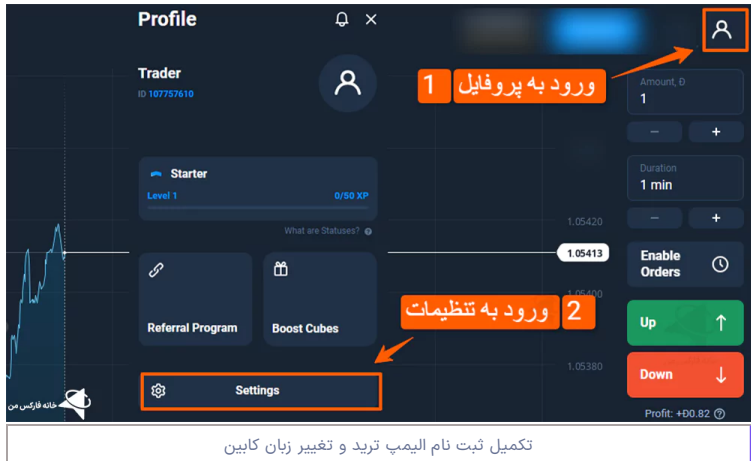 Profile
Trader
ID 107757610
Starter
Level 1
0/50 XP
What are Statuses?
Referral Program
Boost Cubes
Settings
1 ورود به پروفایل
2 ورود به تنظیمات
Amount, Đ
1
−
+
Duration
1 min
−
+
1.05420
1.05413
1.05400
1.05380
Enable
Orders
Up
Down
Profit: +Đ0.82
خانه فارکس من
تکمیل ثبت نام الیمپ ترید و تغییر زبان کابین